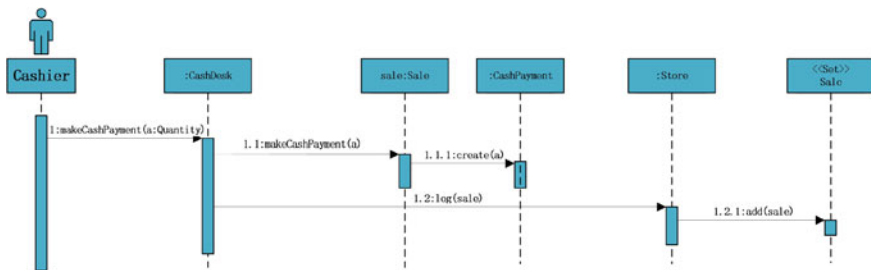 Cashier
:CashDesk
sale:Sale
:CashPayment
:Store
<<Set>>
Sale
1:makeCashPayment(a:Quantity)
1.1:makeCashPayment(a)
1.1.1:create(a)
1.2:log(sale)
1.2.1:add(sale)